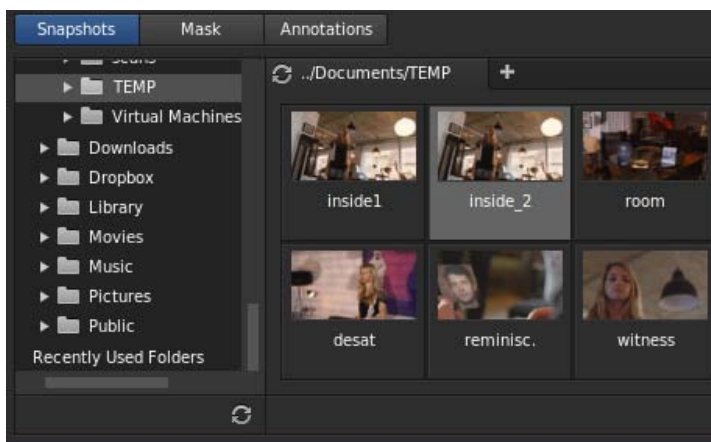 Snapshots Mask Annotations
TEMP
Virtual Machines
Downloads
Dropbox
Library
Movies
Music
Pictures
Public
Recently Used Folders
../Documents/TEMP +
inside1 inside_2 room
desat reminisc. witness